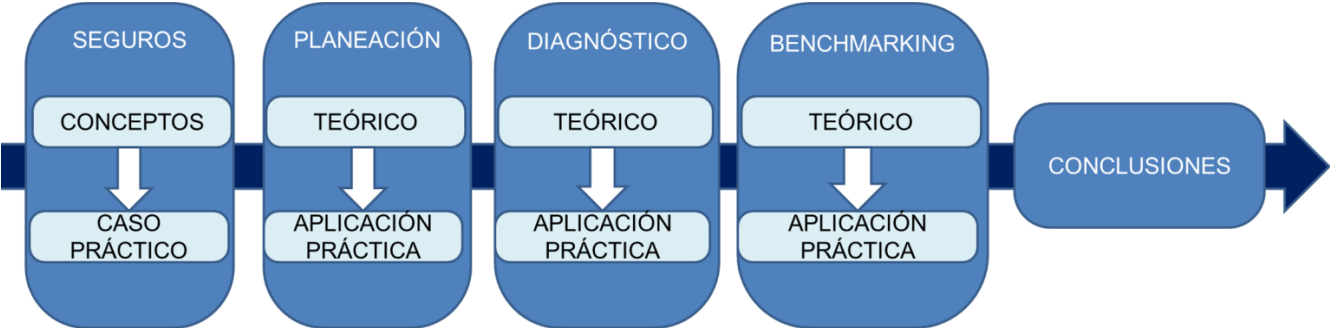 SEGUROS
CONCEPTOS
CASO
PRÁCTICO
PLANEACIÓN
TEÓRICO
APLICACIÓN
PRÁCTICA
DIAGNÓSTICO
TEÓRICO
APLICACIÓN
PRÁCTICA
BENCHMARKING
TEÓRICO
APLICACIÓN
PRÁCTICA
CONCLUSIONES